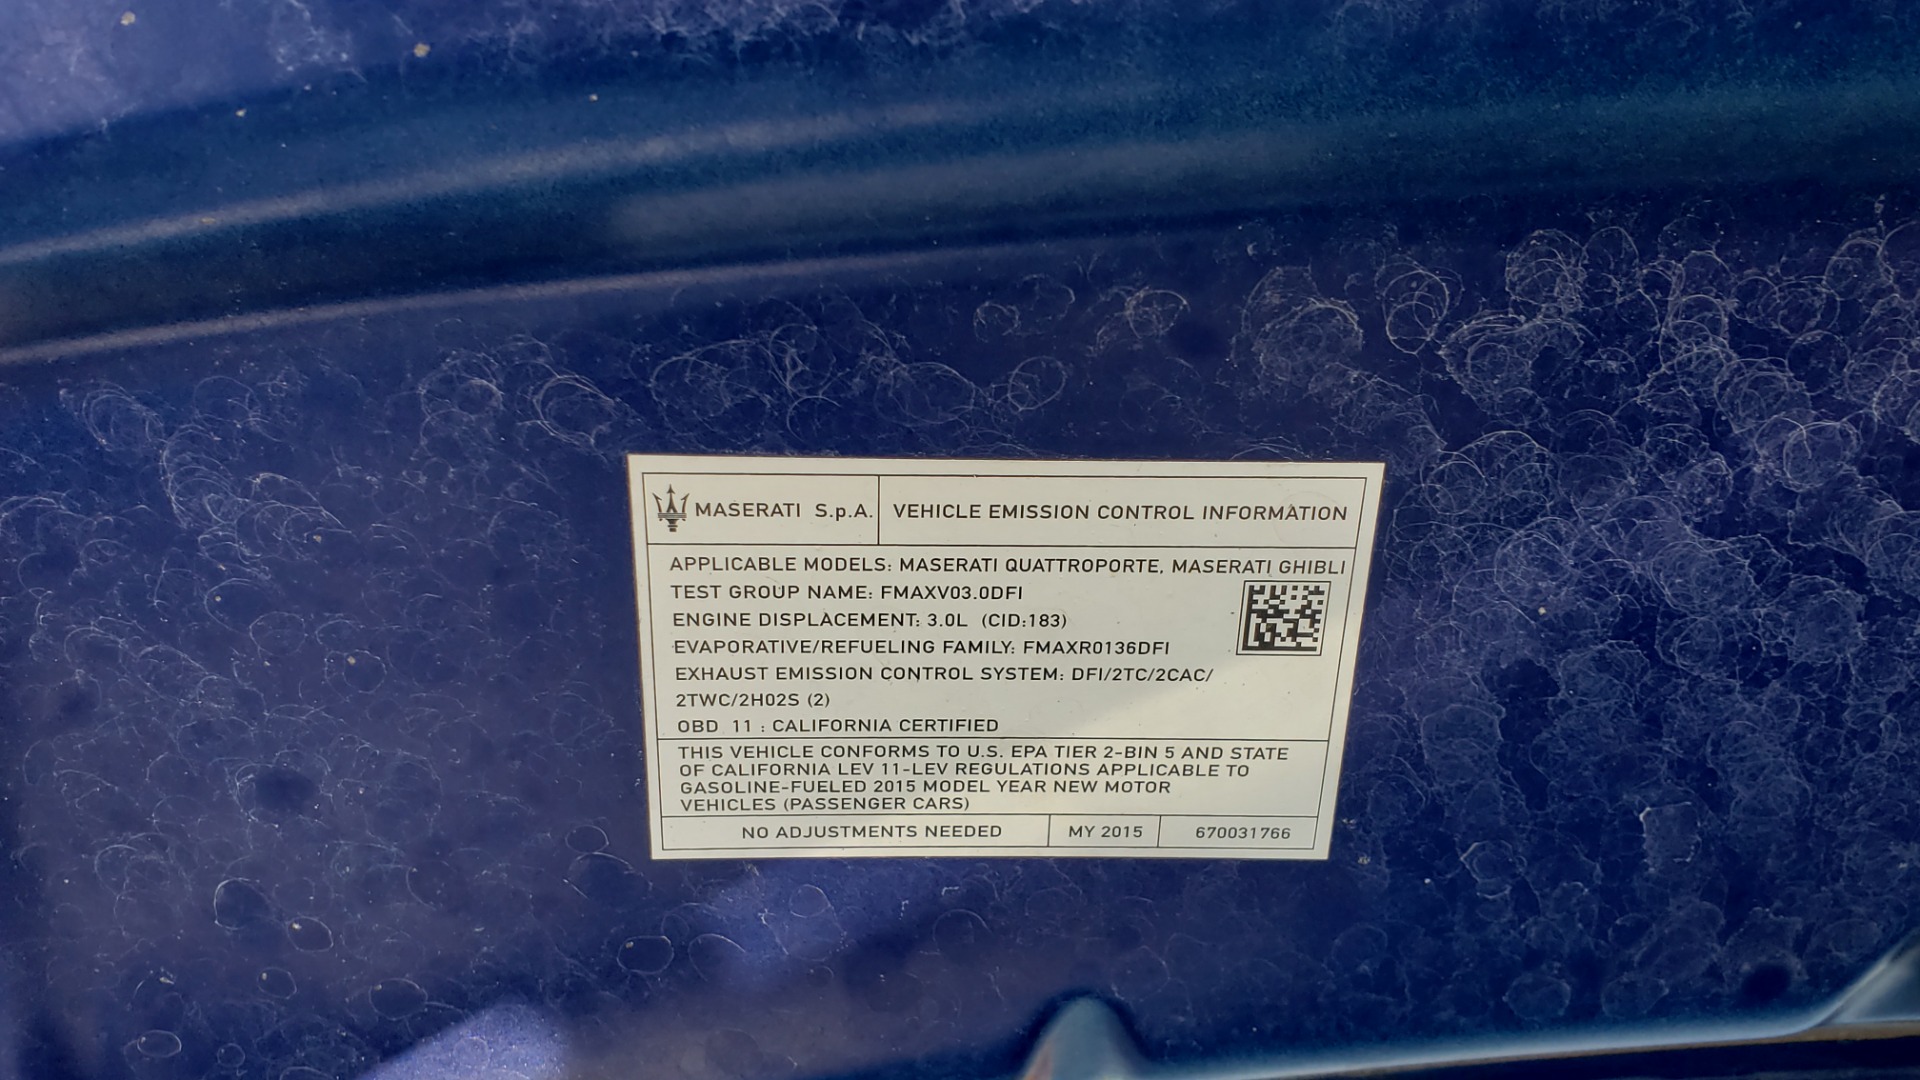 MASERATI S.p.A. VEHICLE EMISSION CONTROL INFORMATION
APPLICABLE MODELS: MASERATI QUATTROPORTE, MASERATI GHIBLI
TEST GROUP NAME: FMAXV03.0DFI
ENGINE DISPLACEMENT: 3.0L (CID:183)
EVAPORATIVE/REFUELING FAMILY: FMAXR0136DFI
EXHAUST EMISSION CONTROL SYSTEM: DFI/2TC/2CAC/
2TWC/2H02S (2)
OBD 11 : CALIFORNIA CERTIFIED
THIS VEHICLE CONFORMS TO U.S. EPA TIER 2-BIN 5 AND STATE
OF CALIFORNIA LEV 11-LEV REGULATIONS APPLICABLE TO
GASOLINE-FUELED 2015 MODEL YEAR NEW MOTOR
VEHICLES (PASSENGER CARS)
NO ADJUSTMENTS NEEDED MY 2015 670031766